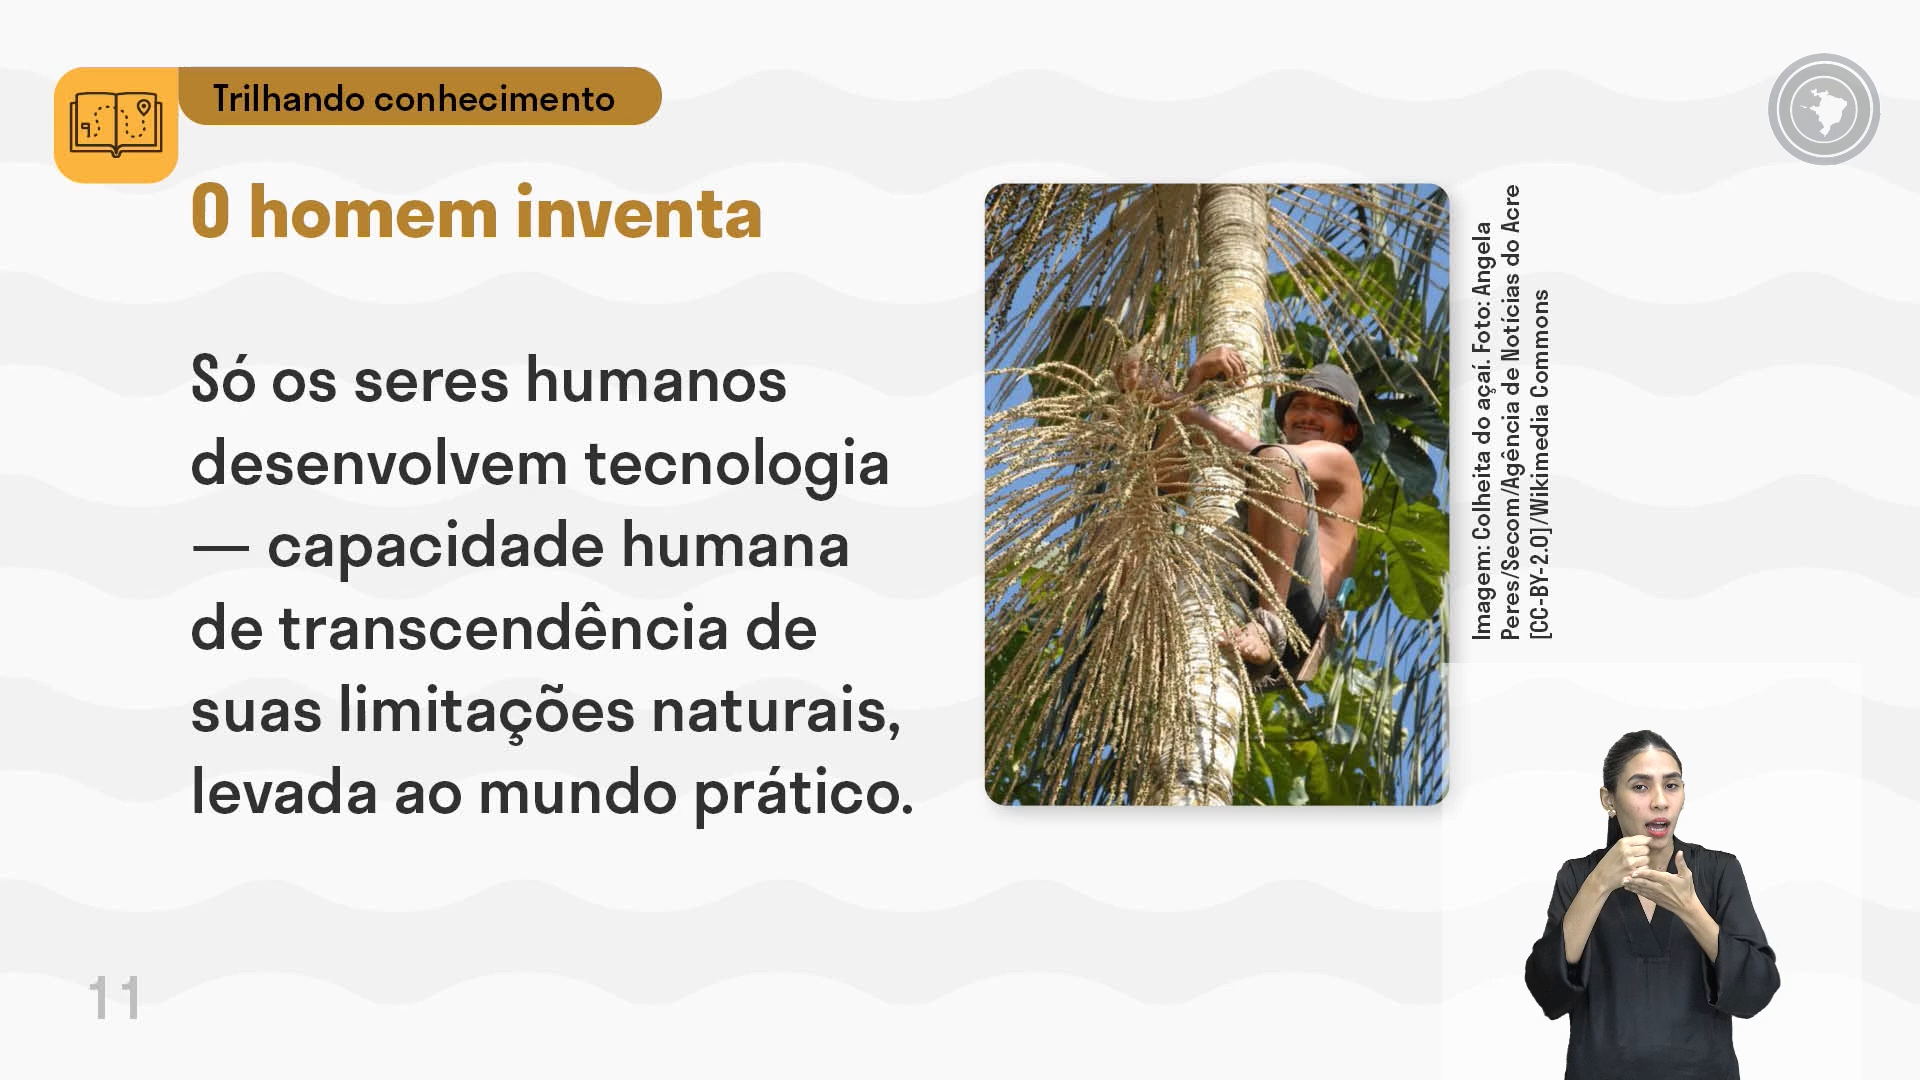 Trilhando conhecimento
O homem inventa
Só os seres humanos
desenvolvem tecnologia
— capacidade humana
de transcendência de
suas limitações naturais,
levada ao mundo prático.
Imagem: Colheita do açaí. Foto: Angela
Peres/Secom/Agência de Notícias do Acre
[CC-BY-2.0]/Wikimedia Commons
11